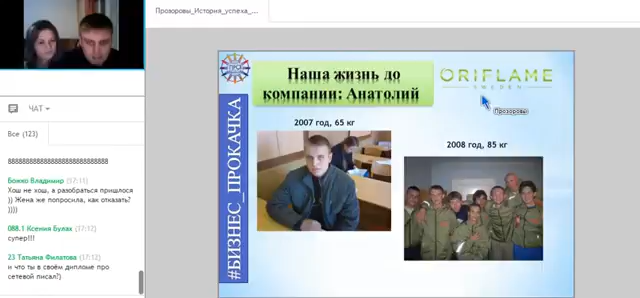 Прозоровы_История_успеха_...
ЧАТ
Все (123)
88888888888888888888888888
Божко Владимир (17:11)
Хош не хош, а разобраться пришлося
)) Жена же попросила, как отказать?
))))
088.1 Ксения Булах (17:12)
супер!!!
23 Татьяна Филатова (17:12)
и что ты в своём дипломе про
сетевой писал?)
#БИЗНЕС_ПРОКАЧКА
Наша жизнь до
компании: Анатолий
ORIFLAME
SWEDEN
Прозоровы
2007 год, 65 кг
2008 год, 85 кг